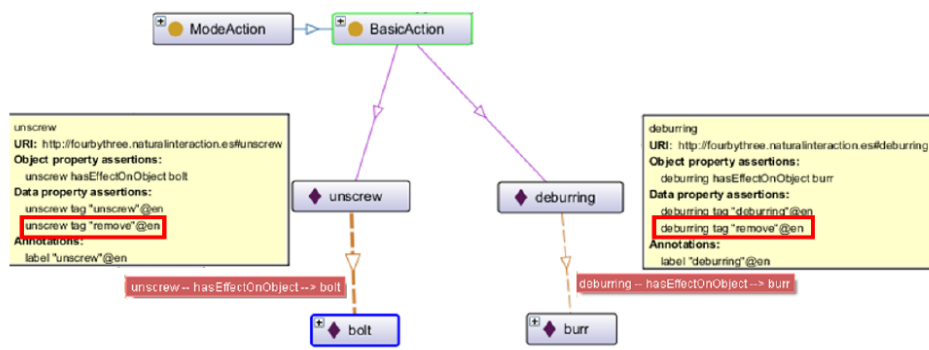 ModeAction
BasicAction
unscrew
URI: http://fourbythree.naturalinteraction.es#unscrew
Object property assertions:
unscrew hasEffectOnObject bolt
Data property assertions:
unscrew tag "unscrew"@en
unscrew tag "remove"@en
Annotations:
label "unscrew"@en
deburring
URI: http://fourbythree.naturalinteraction.es#deburring
Object property assertions:
deburring hasEffectOnObject burr
Data property assertions:
deburring tag "deburring"@en
deburring tag "remove"@en
Annotations:
label "deburring"@en
unscrew
deburring
unscrew -- hasEffectOnObject --> bolt
deburring -- hasEffectOnObject --> burr
bolt
burr